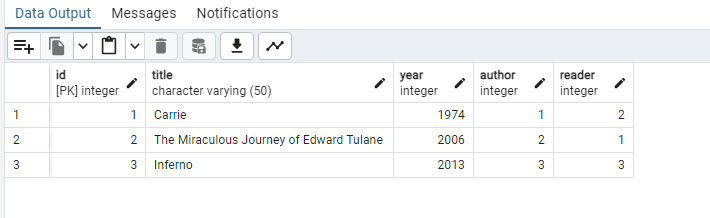 Data Output Messages Notifications
id title year author reader
[PK] integer character varying (50) integer integer integer
1 1 Carrie 1974 1 2
2 2 The Miraculous Journey of Edward Tulane 2006 2 1
3 3 Inferno 2013 3 3